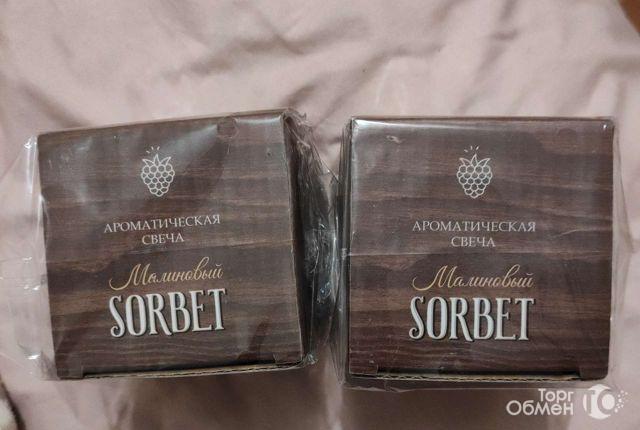 АРОМАТИЧЕСКАЯ
СВЕЧА
Малиновый
SORBET
АРОМАТИЧЕСКАЯ
СВЕЧА
Малиновый
SORBET
Торг
Обмен